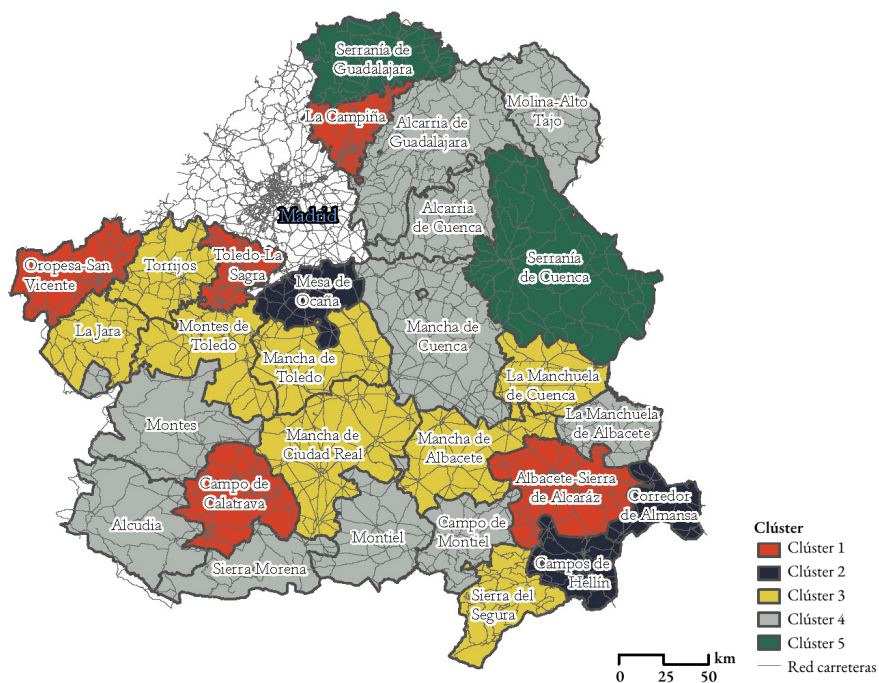 Serranía de
Guadalajara
La Campiña
Alcarria de
Guadalajara
Molina-Alto
Tajo
Madrid
Alcarria
de Cuenca
Serranía
de Cuenca
Oropesa-San
Vicente
Torrijos
Toledo-La
Sagra
Mesa de
Ocaña
La Jara
Montes de
Toledo
Mancha de
Toledo
Mancha de
Cuenca
La Manchuela
de Cuenca
La Manchuela
de Albacete
Montes
Mancha de
Ciudad Real
Mancha de
Albacete
Campo de
Calatrava
Albacete-Sierra
de Alcaráz
Corredor
de Almansa
Alcudia
Montiel
Campo de
Montiel
Sierra Morena
Campos de
Hellín
Sierra del
Segura
Clúster
Clúster 1
Clúster 2
Clúster 3
Clúster 4
Clúster 5
Red carreteras
km
0 25 50